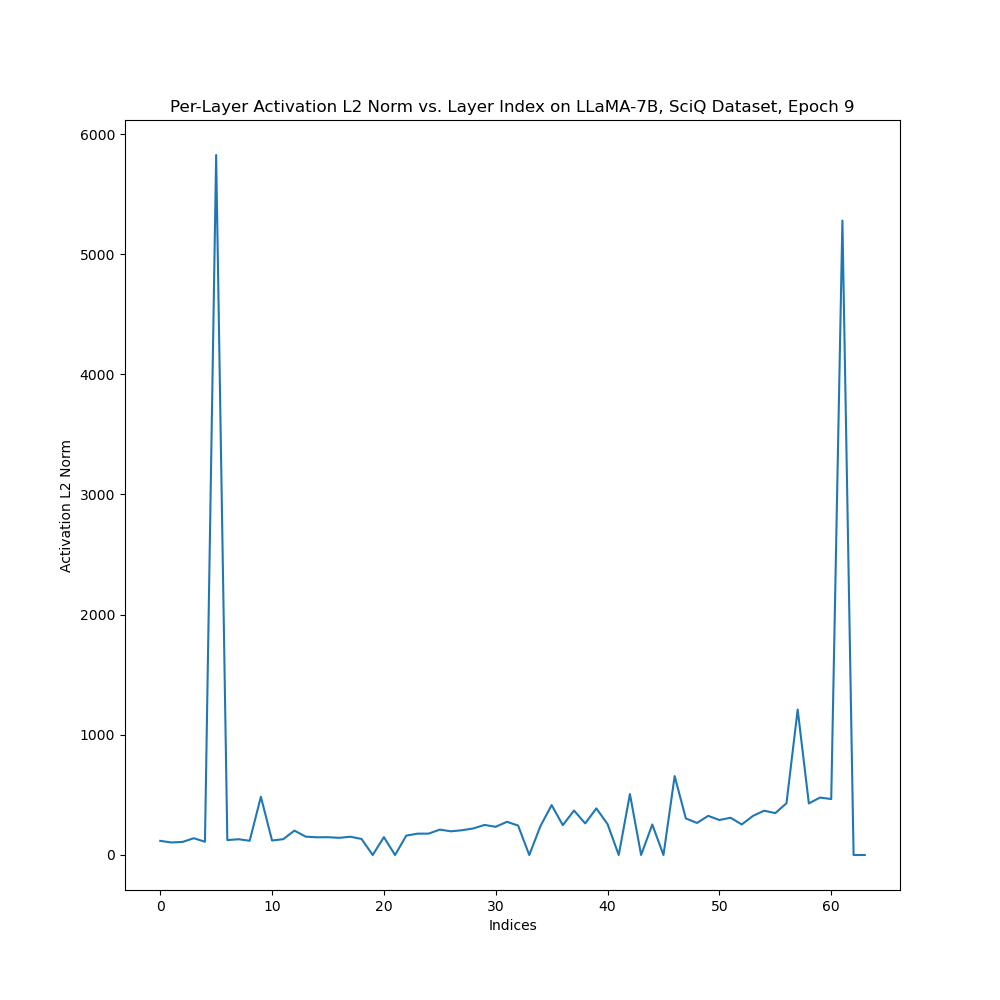 Per-Layer Activation L2 Norm vs. Layer Index on LLaMA-7B, SciQ Dataset, Epoch 9
6000
5000
4000
3000
2000
1000
0
Activation L2 Norm
0 10 20 30 40 50 60
Indices